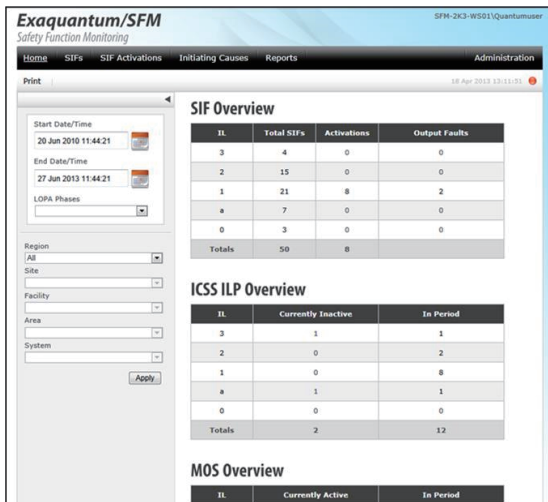 Exaquantum/SFM
SFM-2K3-WS01\Quantumuser
Safety Function Monitoring
Home SIFs SIF Activations Initiating Causes Reports Administration
Print 18 Apr 2013 13:11:51
Start Date/Time
20 Jun 2010 11:44:21
End Date/Time
27 Jun 2013 11:44:21
LOPA Phases
Region
All
Site
Facility
Area
System
Apply
SIF Overview
IL Total SIFs Activations Output Faults
3 4 0 0
2 15 0 0
1 21 8 2
a 7 0 0
0 3 0 0
Totals 50 8
ICSS ILP Overview
IL Currently Inactive In Period
3 1 1
2 0 2
1 0 8
a 1 1
0 0 0
Totals 2 12
MOS Overview
IL Currently Active In Period